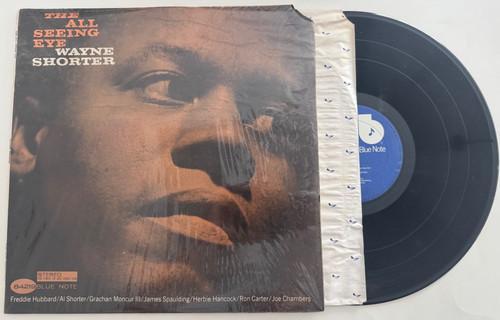 THE
ALL
SEEING
EYE WAYNE
SHORTER
STEREO
84219 BLUE NOTE
Freddie Hubbard/Al Shorter/Grachan Moncur III/James Spaulding/Herbie Hancock/Ron Carter/Joe Chambers
Blue Note